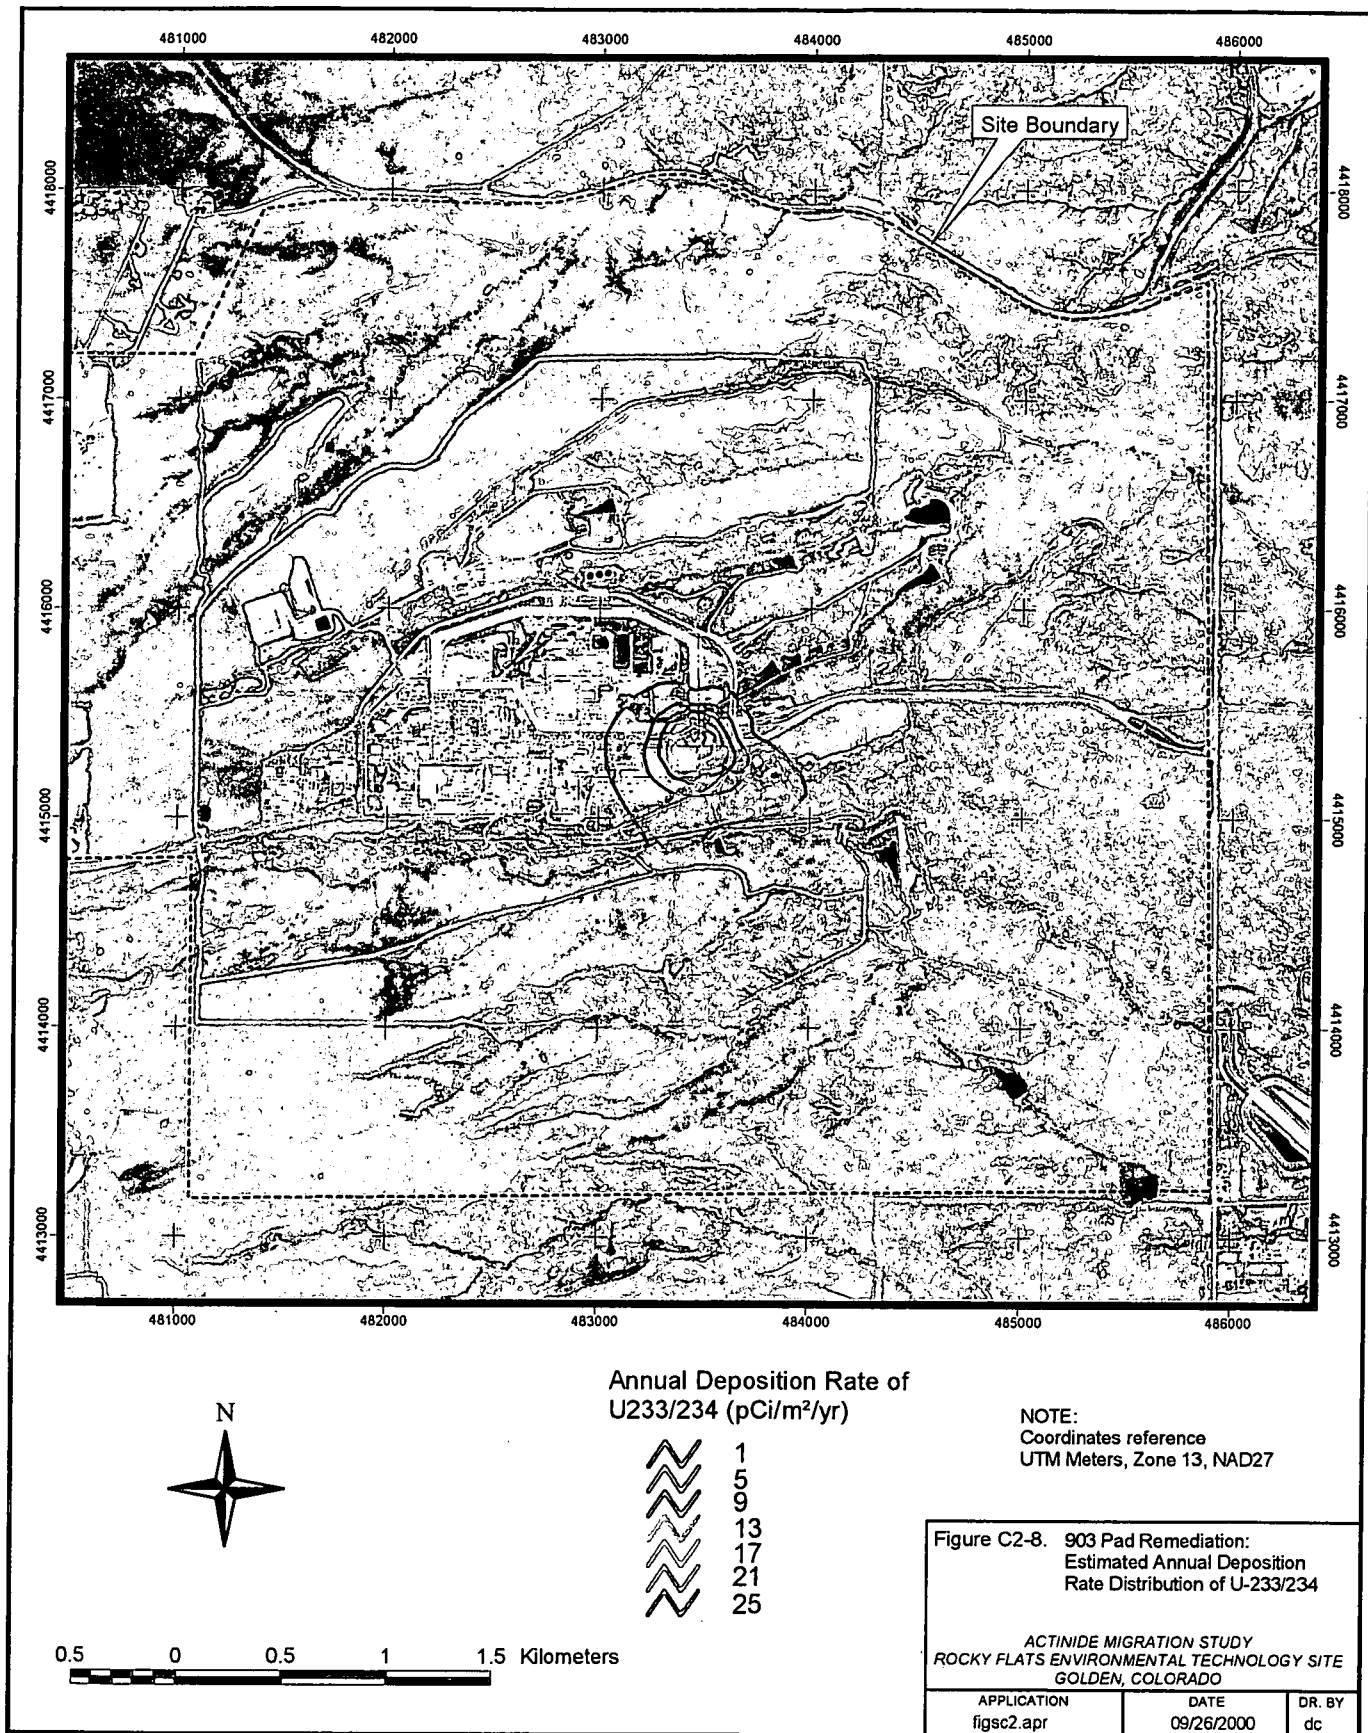 481000 482000 483000 484000 485000 486000
Site Boundary
4418000 4418000
4417000 4417000
4416000 4416000
4415000 4415000
4414000 4414000
4413000 4413000
481000 482000 483000 484000 485000 486000
Annual Deposition Rate of
U233/234 (pCi/m²/yr)
1
5
9
13
17
21
25
N
NOTE:
Coordinates reference
UTM Meters, Zone 13, NAD27
0.5 0 0.5 1 1.5 Kilometers
Figure C2-8. 903 Pad Remediation:
Estimated Annual Deposition
Rate Distribution of U-233/234
ACTINIDE MIGRATION STUDY
ROCKY FLATS ENVIRONMENTAL TECHNOLOGY SITE
GOLDEN, COLORADO
APPLICATION DATE DR. BY
figsc2.apr 09/26/2000 dc